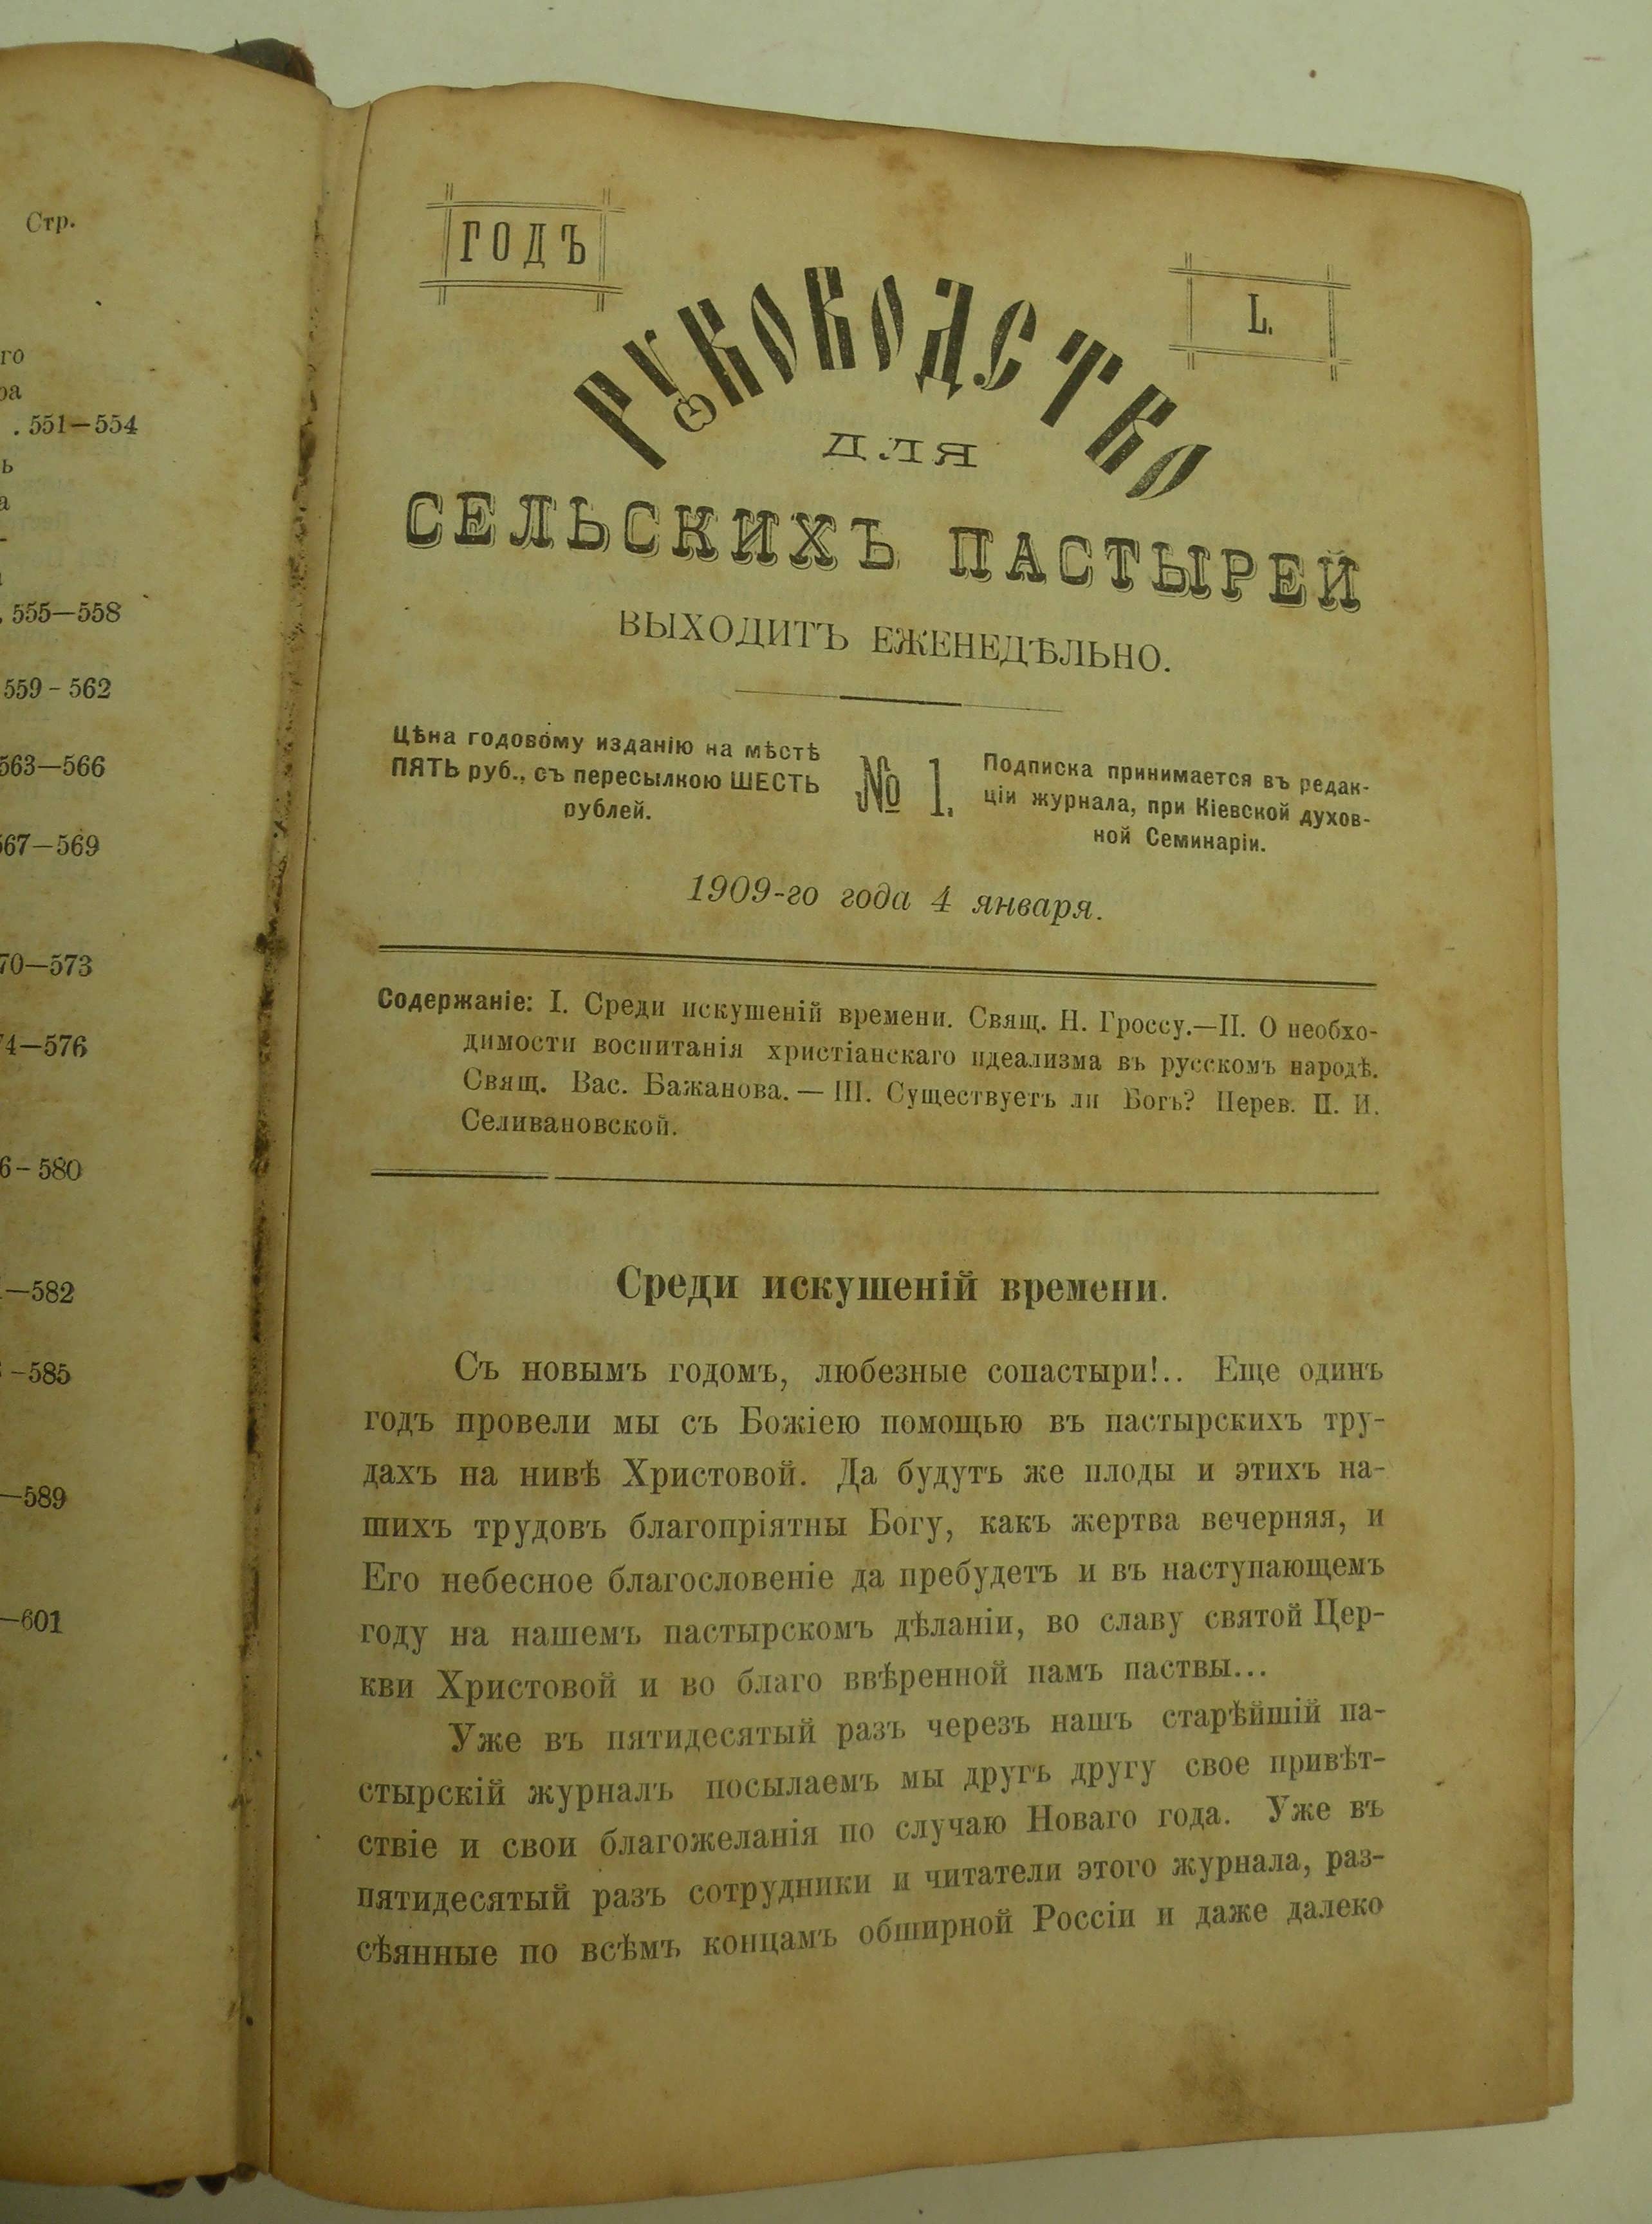 Стр.
го
ра
. 551—554
ь
а
. 555—558
559 - 562
563—566
567—569
70—573
74—576
6 - 580
—582
—585
—589
—601
ГОДЪ
L.
РУКОВОДСТВО
ДЛЯ
СЕЛЬСКИХЪ ПАСТЫРЕЙ
ВЫХОДИТЪ ЕЖЕНЕДѢЛЬНО.
Цѣна годовому изданію на мѣстѣ
ПЯТЬ руб., съ пересылкою ШЕСТЬ
рублей.
№ 1.
Подписка принимается въ редак-
ціи журнала, при Кіевской духов-
ной Семинаріи.
1909-го года 4 января.
Содержаніе: I. Среди искушеній времени. Свящ. Н. Гроссу.—II. О необхо-
димости воспитанія христіанскаго идеализма въ русскомъ народѣ.
Свящ. Вас. Бажанова. — III. Существуетъ ли Богъ? Перев. П. И.
Селивановской.
Среди искушеній времени.
Съ новымъ годомъ, любезные сопастыри!.. Еще одинъ
годъ провели мы съ Божіею помощью въ пастырскихъ тру-
дахъ на нивѣ Христовой. Да будутъ же плоды и этихъ на-
шихъ трудовъ благопріятны Богу, какъ жертва вечерняя, и
Его небесное благословеніе да пребудетъ и въ наступающемъ
году на нашемъ пастырскомъ дѣланіи, во славу святой Цер-
кви Христовой и во благо ввѣренной намъ паствы...
Уже въ пятидесятый разъ черезъ нашъ старѣйшій па-
стырскій журналъ посылаемъ мы другъ другу свое привѣт-
ствіе и свои благожеланія по случаю Новаго года. Уже въ
пятидесятый разъ сотрудники и читатели этого журнала, раз-
сѣянные по всѣмъ концамъ обширной Россіи и даже далеко